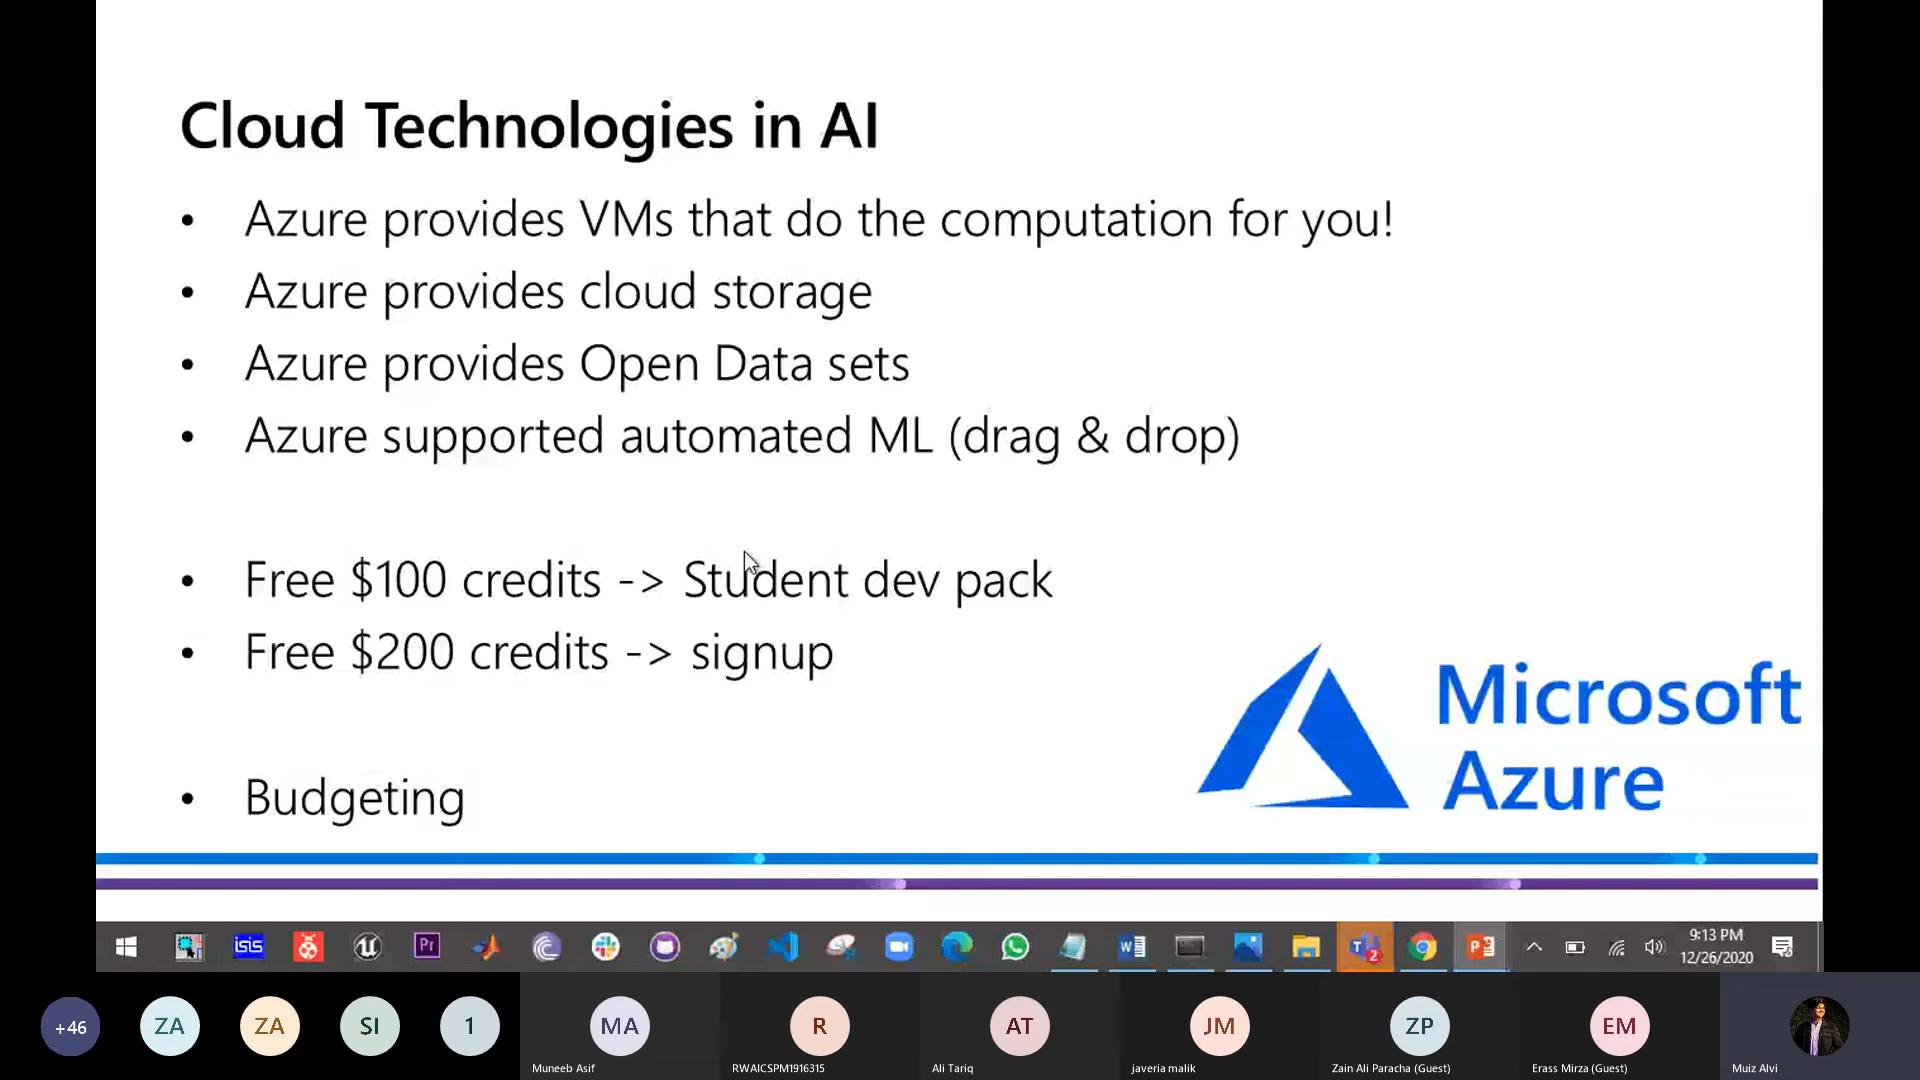 Cloud Technologies in AI
• Azure provides VMs that do the computation for you!
• Azure provides cloud storage
• Azure provides Open Data sets
• Azure supported automated ML (drag & drop)
• Free $100 credits -> Student dev pack
• Free $200 credits -> signup
• Budgeting
Microsoft
Azure
isis
Pr
2
9:13 PM
12/26/2020
+46
ZA
ZA
SI
1
MA
R
AT
JM
ZP
EM
Muneeb Asif
RWAICSPM1916315
Ali Tariq
javeria malik
Zain Ali Paracha (Guest)
Erass Mirza (Guest)
Muiz Alvi